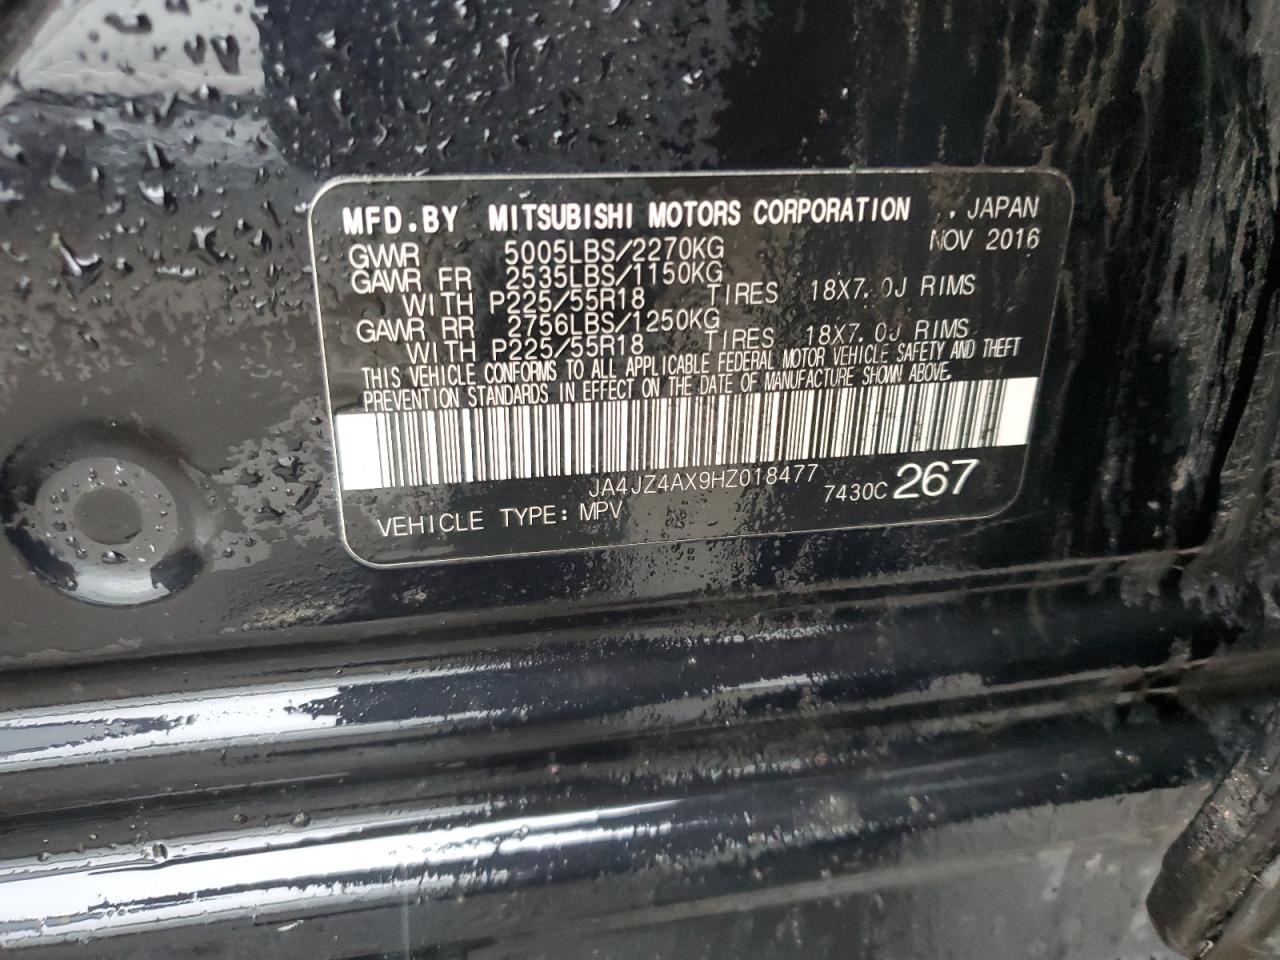 MFD.BY MITSUBISHI MOTORS CORPORATION JAPAN
GWWR 5005LBS/2270KG NOV 2016
GAWR FR 2535LBS/1150KG
WITH P225/55R18 TIRES 18X7.0J RIMS
GAWR RR 2756LBS/1250KG
WITH P225/55R18 TIRES 18X7.0J RIMS
THIS VEHICLE CONFORMS TO ALL APPLICABLE FEDERAL MOTOR VEHICLE SAFETY AND THEFT
PREVENTION STANDARDS IN EFFECT ON THE DATE OF MANUFACTURE SHOWN ABOVE.
JA4JZ4AX9HZ018477
VEHICLE TYPE: MPV 7430C 267